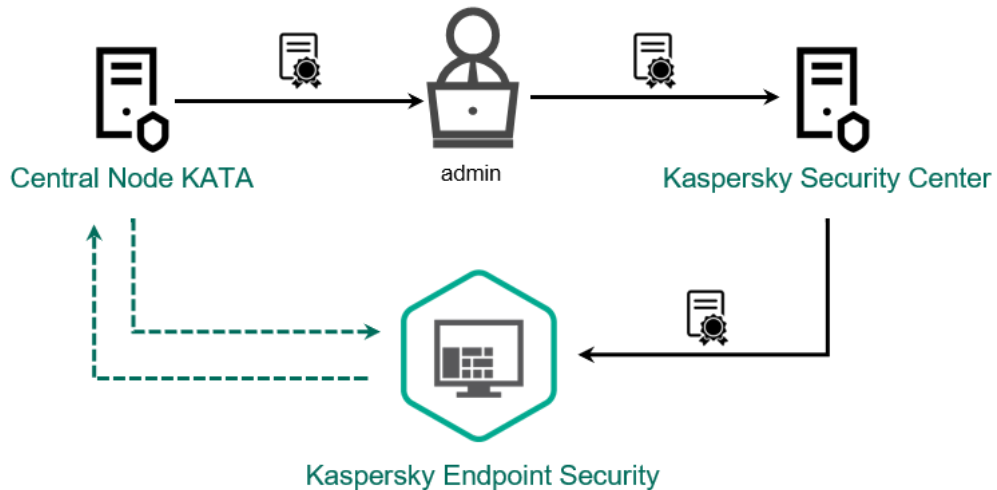 admin
Central Node KATA
Kaspersky Security Center
Kaspersky Endpoint Security